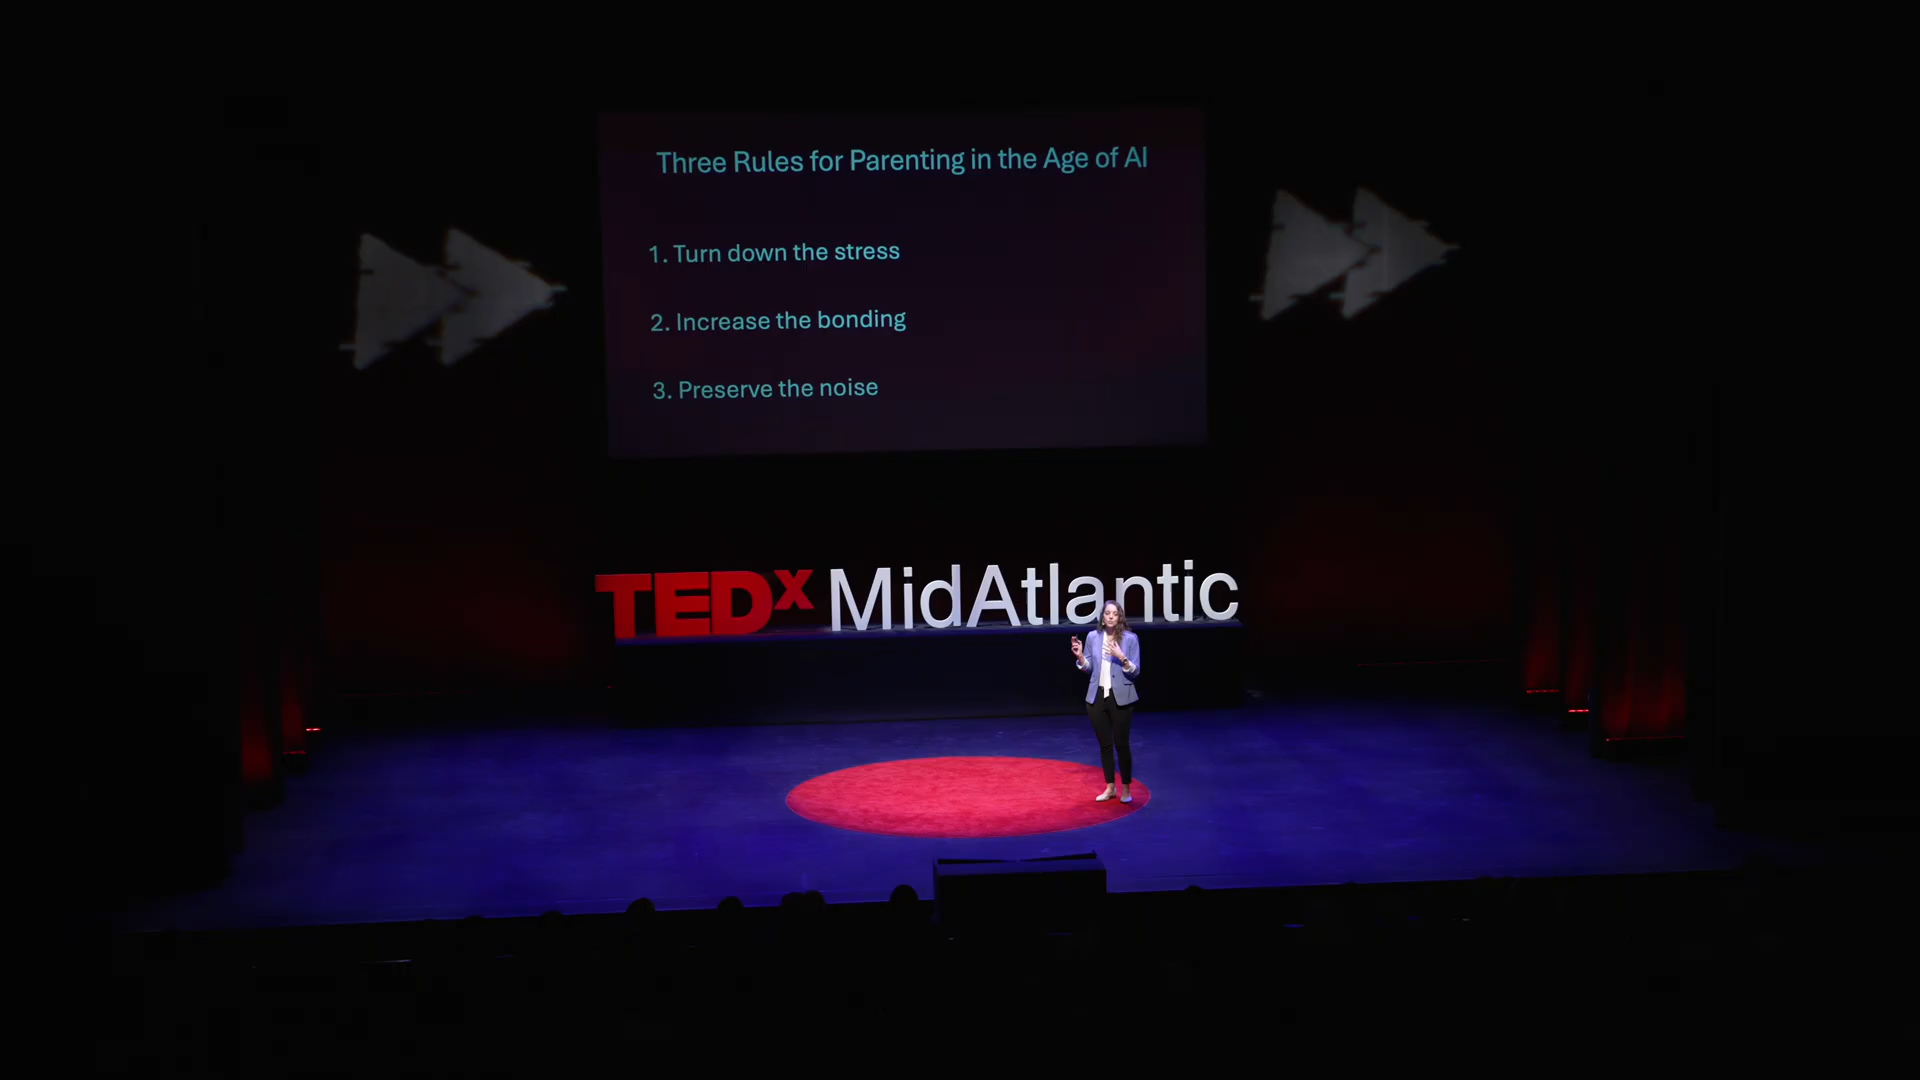 Three Rules for Parenting in the Age of AI
1. Turn down the stress
2. Increase the bonding
3. Preserve the noise
TEDx MidAtlantic